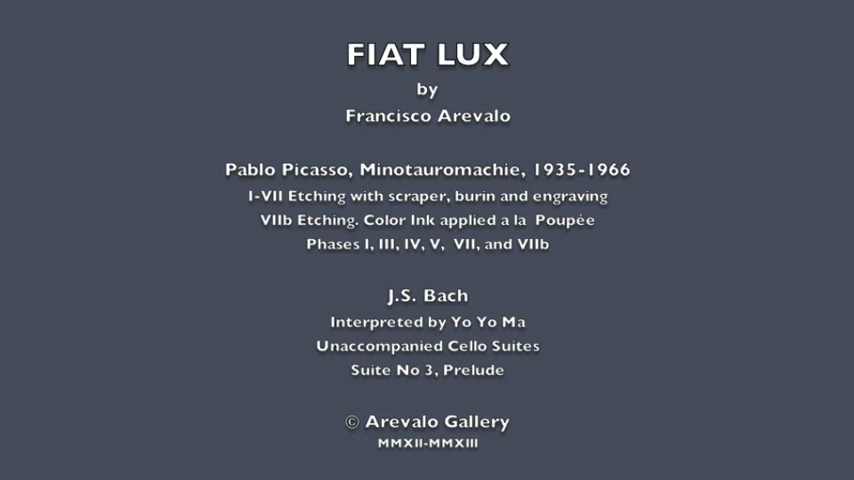 FIAT LUX
by
Francisco Arevalo
Pablo Picasso, Minotauromachie, 1935-1966
I-VII Etching with scraper, burin and engraving
VIIb Etching. Color Ink applied a la Poupée
Phases I, III, IV, V, VII, and VIIb
J.S. Bach
Interpreted by Yo Yo Ma
Unaccompanied Cello Suites
Suite No 3, Prelude
© Arevalo Gallery
MMXII-MMXIII